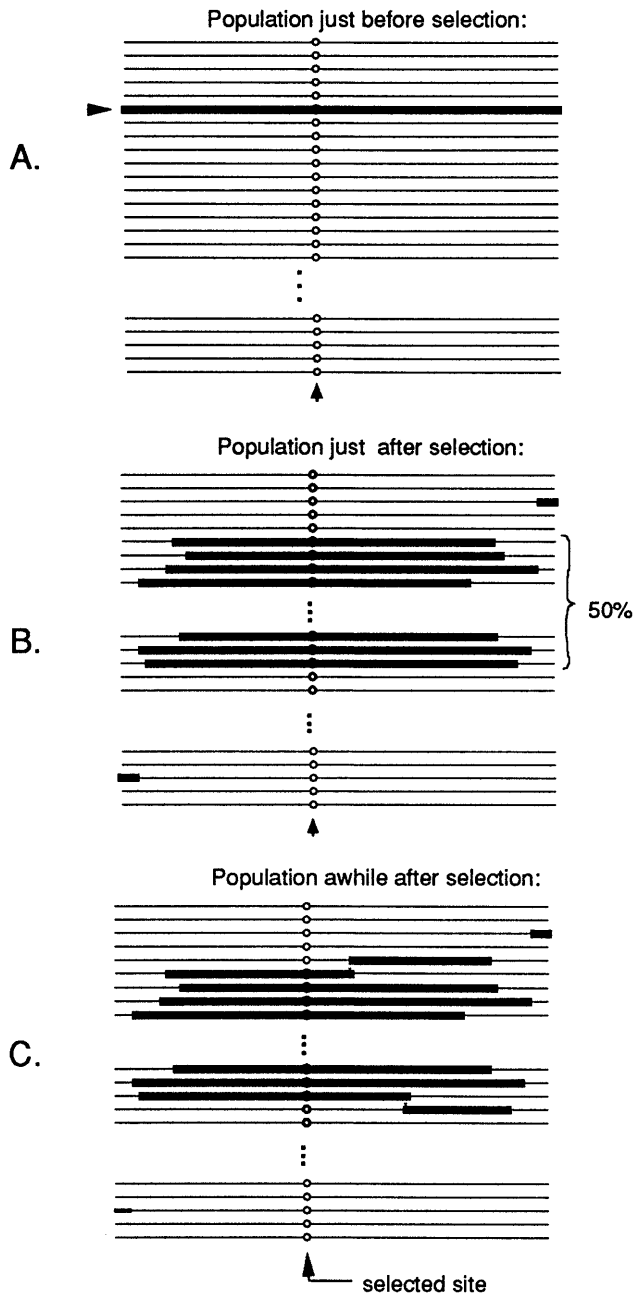 Population just before selection:
A.
Population just after selection:
50%
B.
Population awhile after selection:
C.
selected site